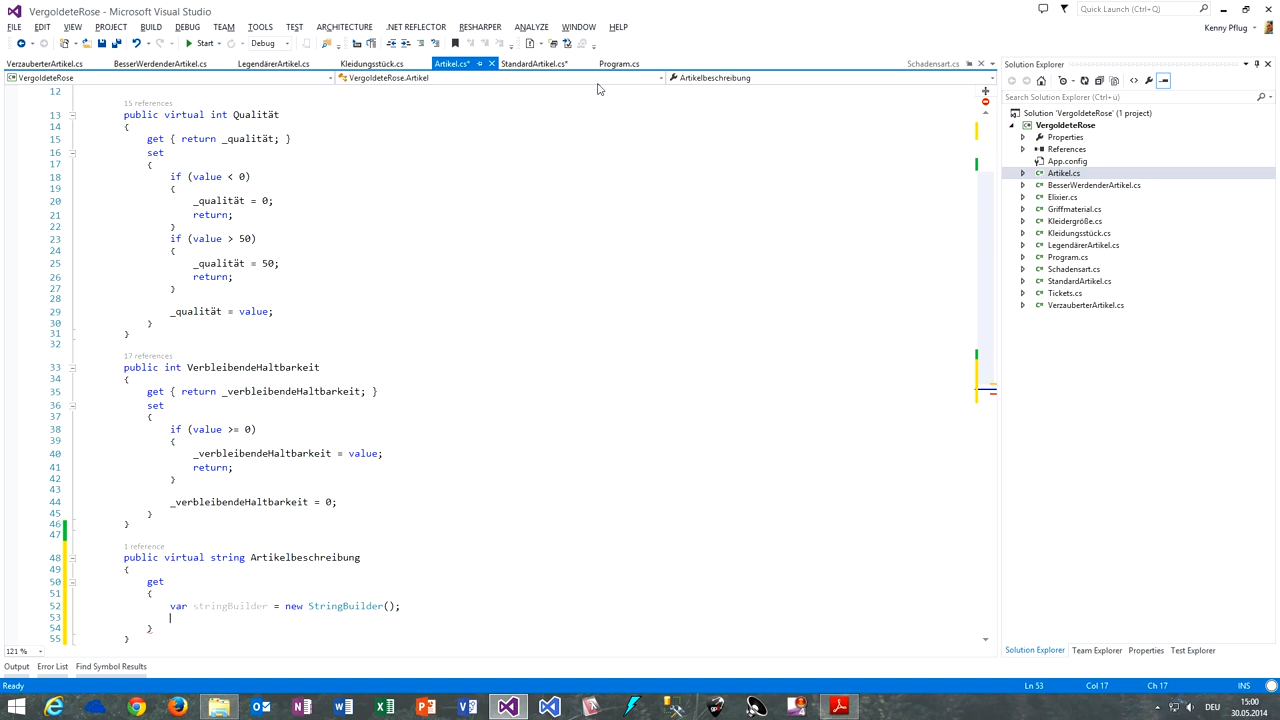 VergoldeteRose - Microsoft Visual Studio
Quick Launch (Ctrl+Q)
FILE EDIT VIEW PROJECT BUILD DEBUG TEAM TOOLS TEST ARCHITECTURE .NET REFLECTOR RESHARPER ANALYZE WINDOW HELP
Kenny Pflug
Start Debug
VerzauberterArtikel.cs BesserWerdenderArtikel.cs LegendärerArtikel.cs Kleidungsstück.cs Artikel.cs* StandardArtikel.cs* Program.cs Schadensart.cs
VergoldeteRose VergoldeteRose.Artikel Artikelbeschreibung
12
15 references
13 public virtual int Qualität
14 {
15 get { return _qualität; }
16 set
17 {
18 if (value < 0)
19 {
20 _qualität = 0;
21 return;
22 }
23 if (value > 50)
24 {
25 _qualität = 50;
26 return;
27 }
28
29 _qualität = value;
30 }
31 }
32
17 references
33 public int VerbleibendeHaltbarkeit
34 {
35 get { return _verbleibendeHaltbarkeit; }
36 set
37 {
38 if (value >= 0)
39 {
40 _verbleibendeHaltbarkeit = value;
41 return;
42 }
43
44 _verbleibendeHaltbarkeit = 0;
45 }
46 }
47
1 reference
48 public virtual string Artikelbeschreibung
49 {
50 get
51 {
52 var stringBuilder = new StringBuilder();
53
54 }
55 }
121 %
Solution Explorer
Search Solution Explorer (Ctrl+ü)
Solution 'VergoldeteRose' (1 project)
VergoldeteRose
Properties
References
App.config
Artikel.cs
BesserWerdenderArtikel.cs
Elixier.cs
Griffmaterial.cs
Kleidergröße.cs
Kleidungsstück.cs
LegendärerArtikel.cs
Program.cs
Schadensart.cs
StandardArtikel.cs
Tickets.cs
VerzauberterArtikel.cs
Solution Explorer Team Explorer Properties Test Explorer
Output Error List Find Symbol Results
Ready Ln 53 Col 17 Ch 17 INS
DEU
15:00
30.05.2014